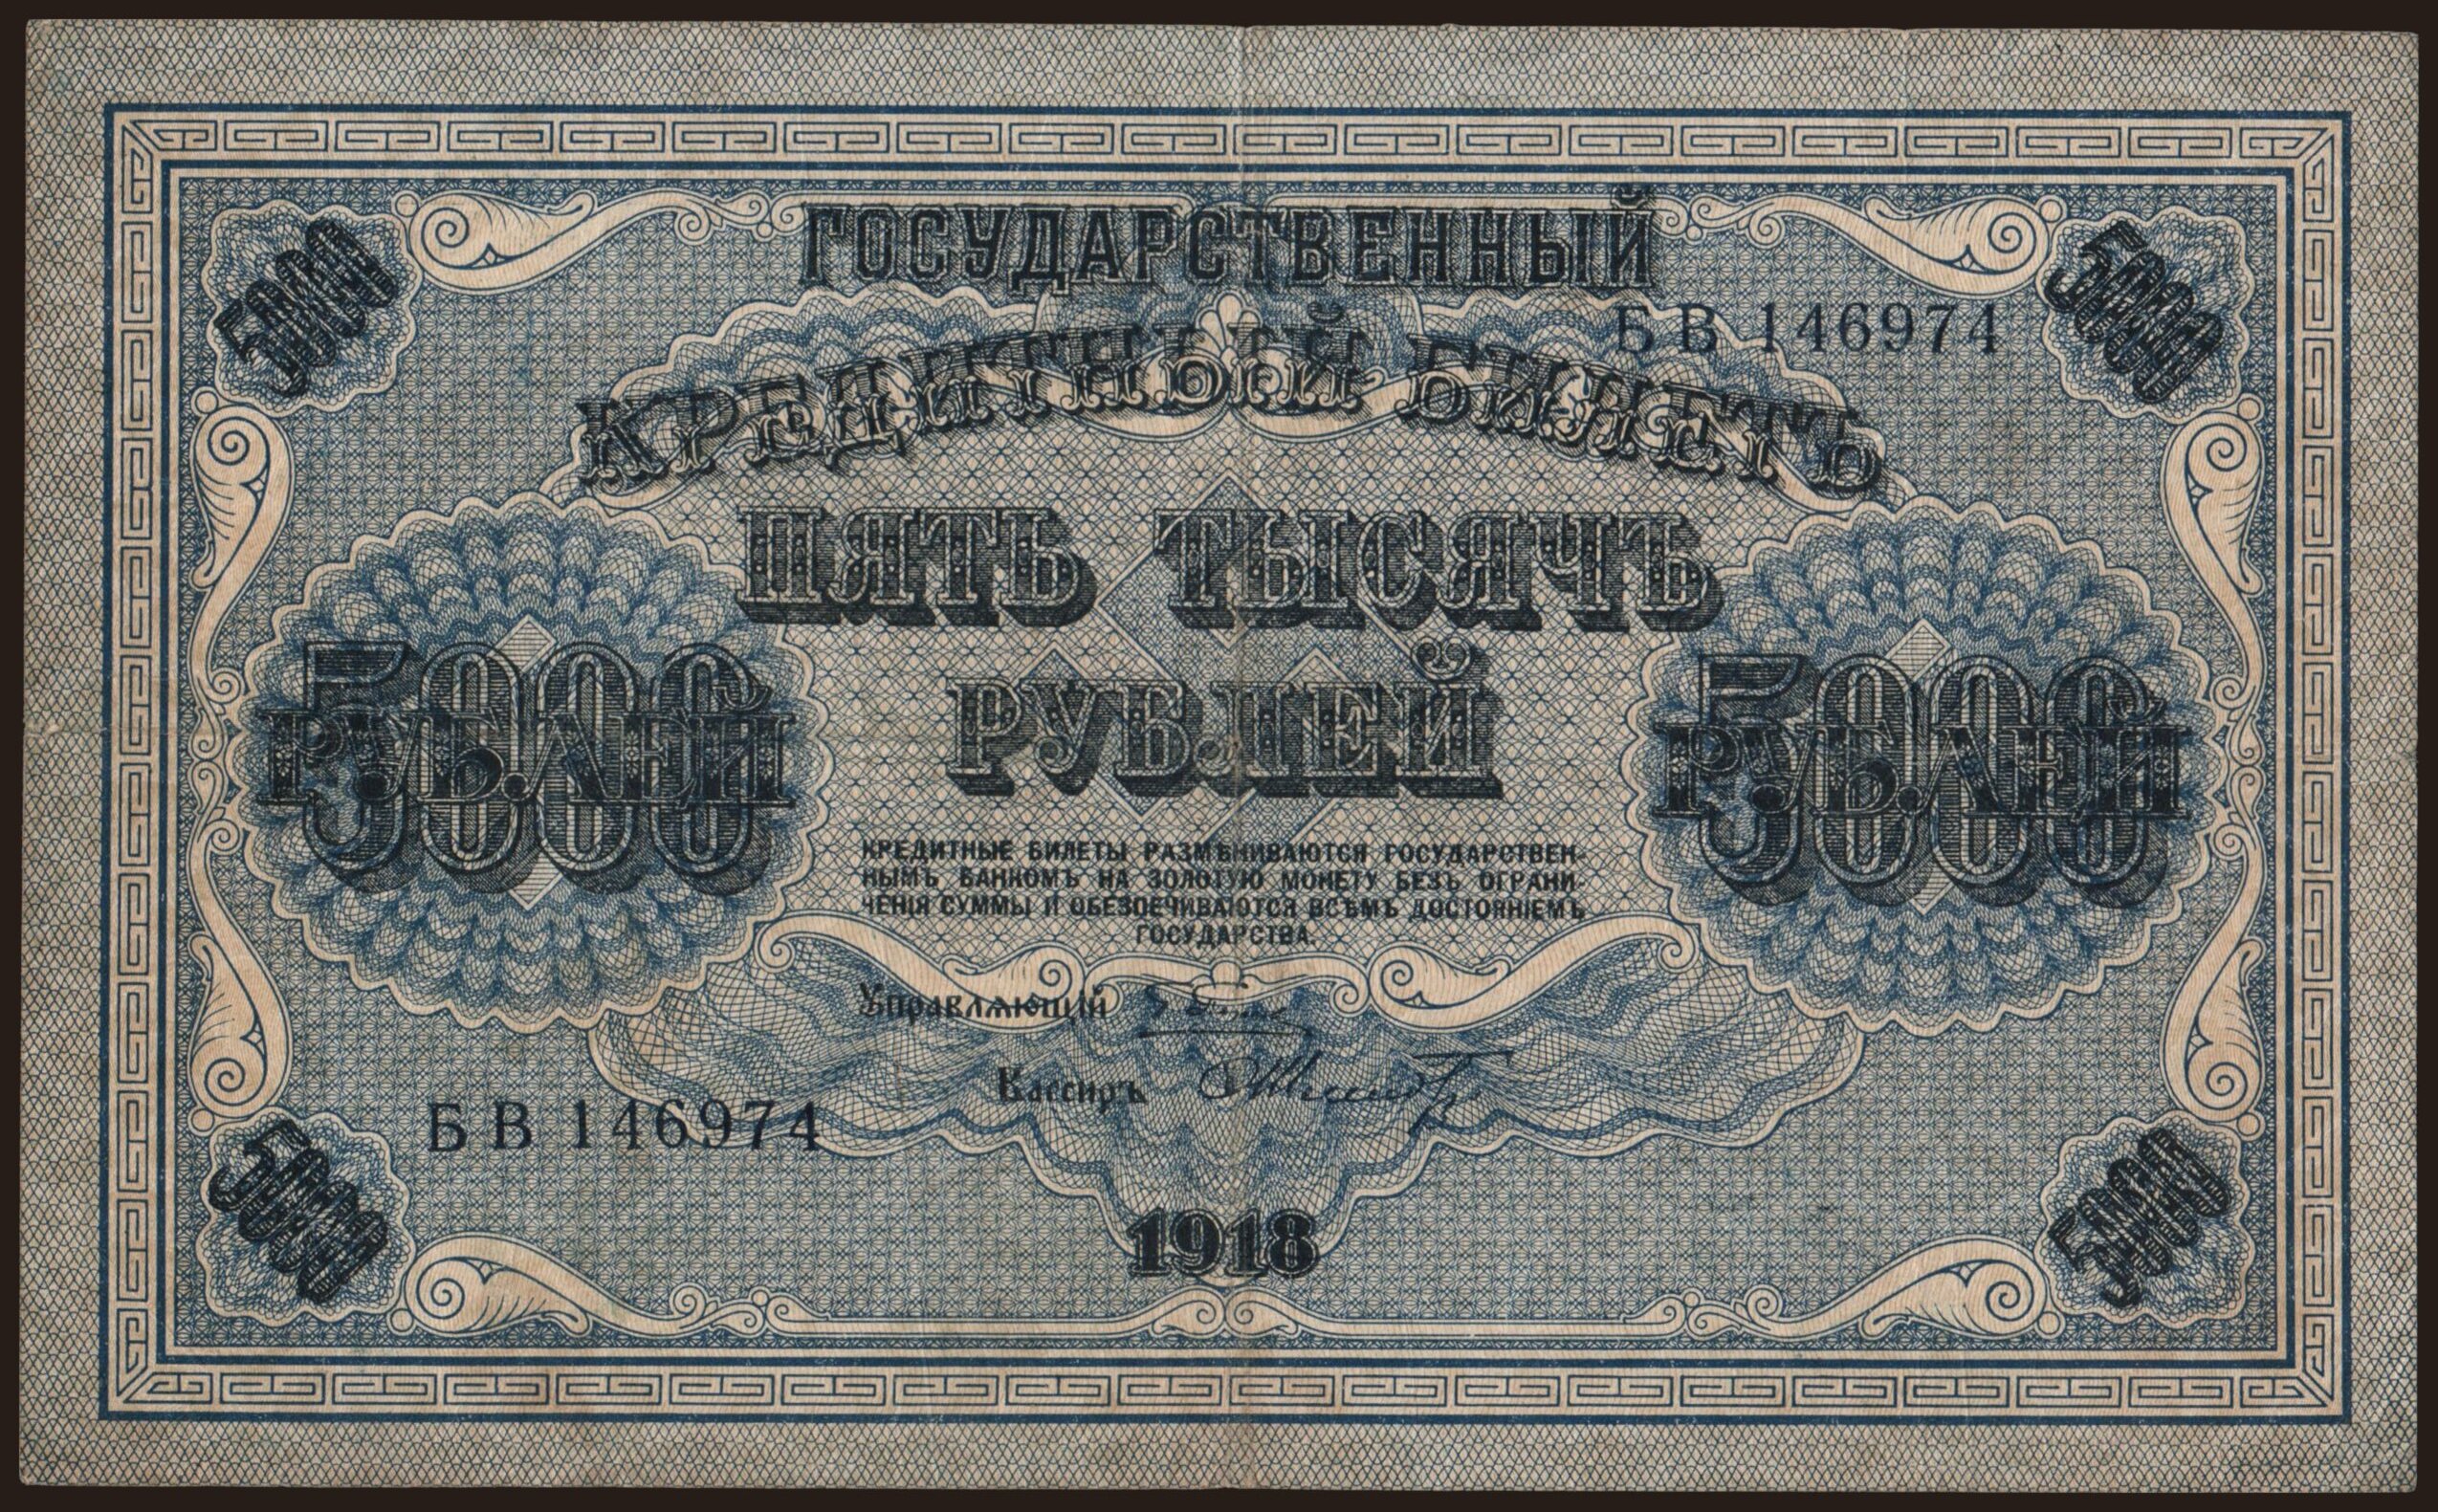 ГОСУДАРСТВЕННЫЙ
5000
5000
БВ 146974
КРЕДИТНЫЙ БИЛЕТЪ
ПЯТЬ ТЫСЯЧЪ
РУБЛЕЙ
5000
РУБЛЕЙ
5000
РУБЛЕЙ
КРЕДИТНЫЕ БИЛЕТЫ РАЗМѢНИВАЮТСЯ ГОСУДАРСТВЕН-
НЫМЪ БАНКОМЪ НА ЗОЛОТУЮ МОНЕТУ БЕЗЪ ОГРАНИ-
ЧЕНІЯ СУММЫ И ОБЕЗПЕЧИВАЮТСЯ ВСѢМЪ ДОСТОЯНІЕМЪ
ГОСУДАРСТВА.
Управляющій
Кассиръ
БВ 146974
5000
5000
1918